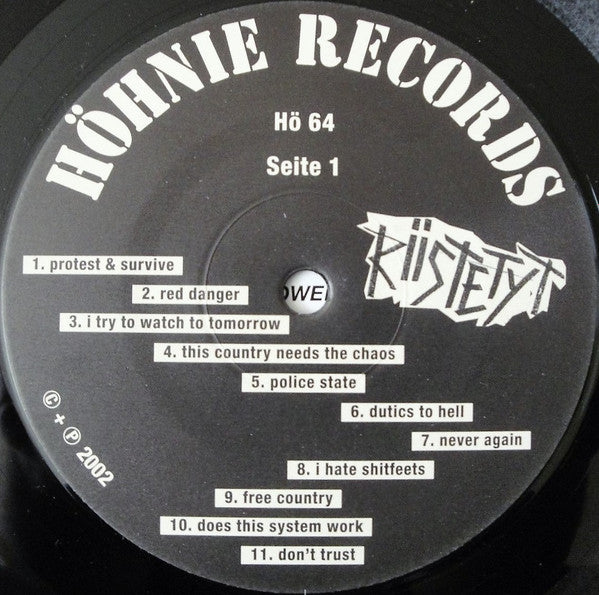 HÖHNIE RECORDS
Hö 64
Seite 1
RIISTETYT
1. protest & survive
2. red danger
3. i try to watch to tomorrow
4. this country needs the chaos
5. police state
6. dutics to hell
7. never again
8. i hate shitfeets
9. free country
10. does this system work
11. don't trust
© + ℗ 2002
OWE